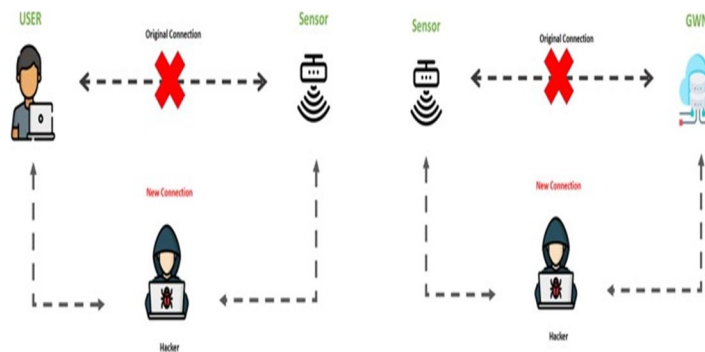 USER
Original Connection
Sensor
New Connection
Hacker
Sensor
Original Connection
GWN
New Connection
Hacker